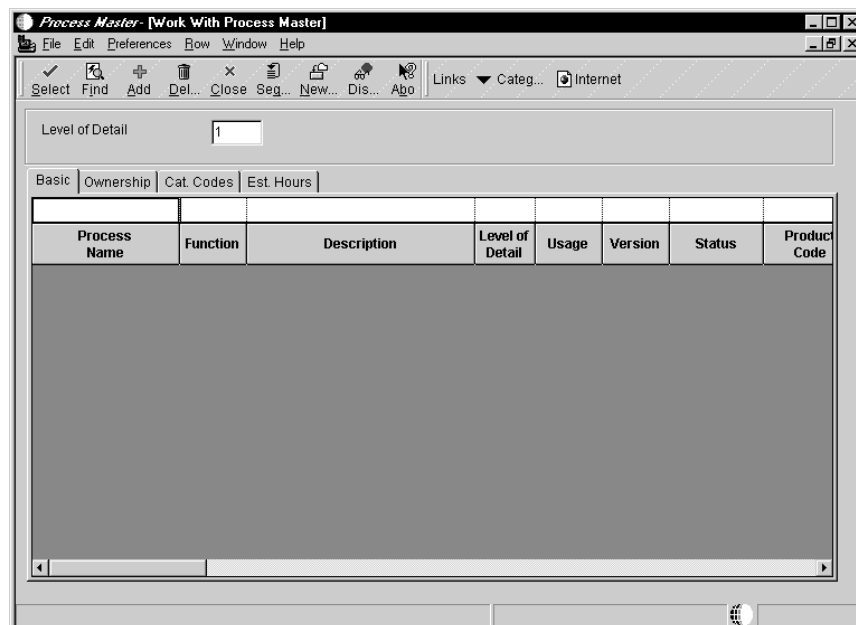 Process Master - [Work With Process Master]
File Edit Preferences Row Window Help
Select Find Add Del... Close Seq... New... Dis... Abo Links Categ... Internet
Level of Detail 1
Basic Ownership Cat. Codes Est. Hours
Process Name Function Description Level of Detail Usage Version Status Product Code